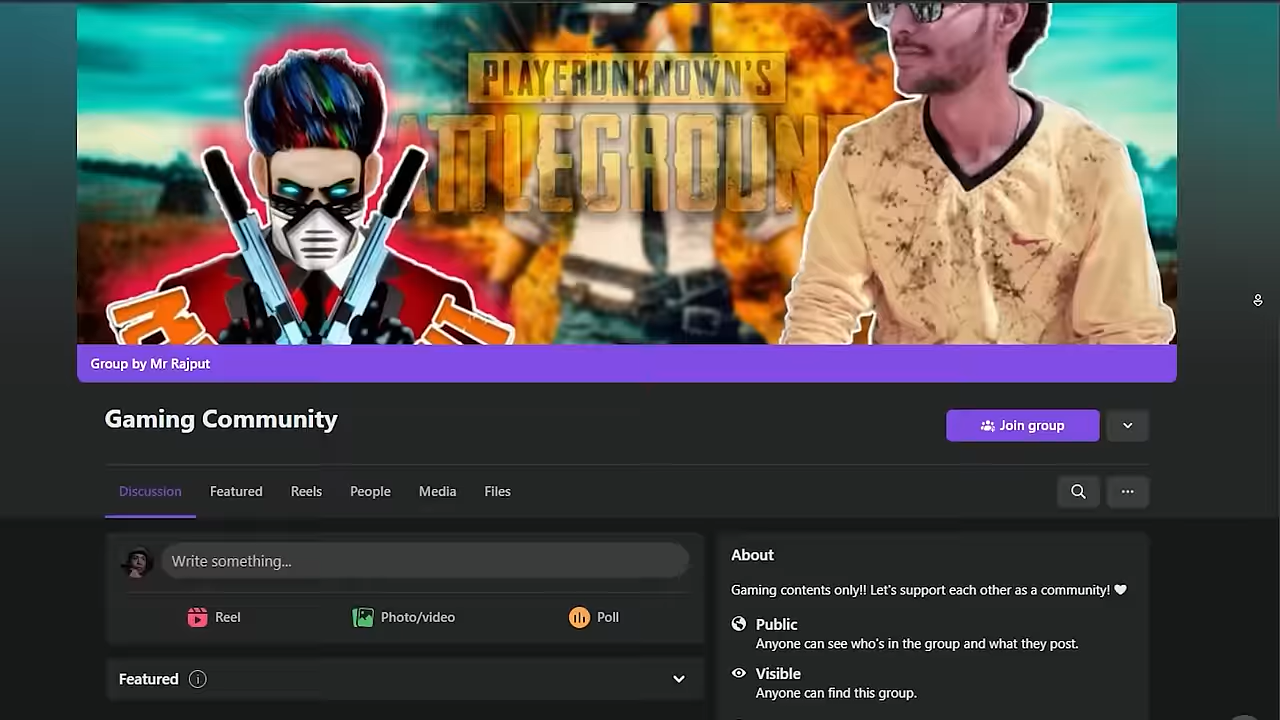 PLAYERUNKNOWN'S
ATTLEGROUN
Group by Mr Rajput
Gaming Community
Join group
Discussion
Featured
Reels
People
Media
Files
Write something...
Reel
Photo/video
Poll
Featured
About
Gaming contents only!! Let's support each other as a community! 🤍
Public
Anyone can see who's in the group and what they post.
Visible
Anyone can find this group.